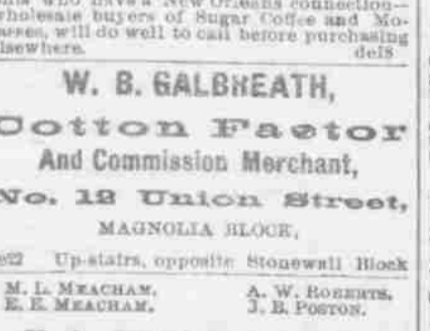 who have a New Orleans connection—
wholesale buyers of Sugar Coffee and Mo-
lasses, will do well to call before purchasing
elsewhere. de18
W. B. GALBREATH,
Cotton Factor
And Commission Merchant,
No. 12 Union Street,
MAGNOLIA BLOCK,
Up-stairs, opposite Stonewall Block
M. L. MEACHAM. A. W. ROBERTS.
E. E. MEACHAM. J. B. POSTON.